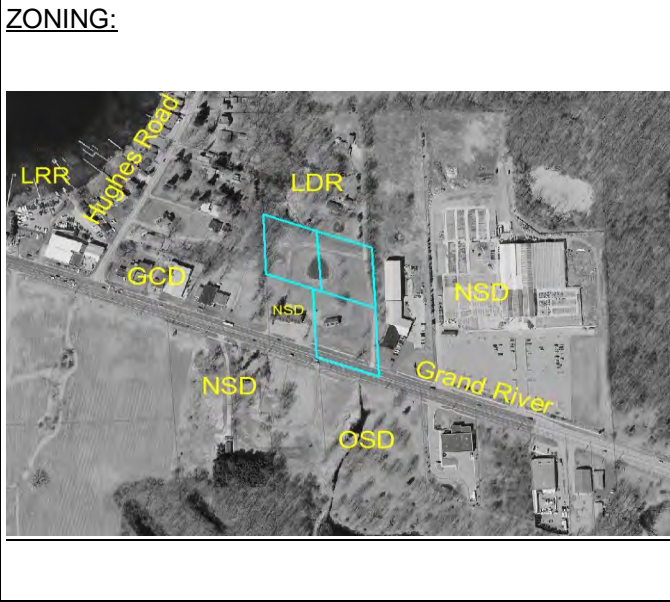 ZONING:
Hughes Road
LRR
LDR
GCD
NSD
NSD
NSD
Grand River
OSD